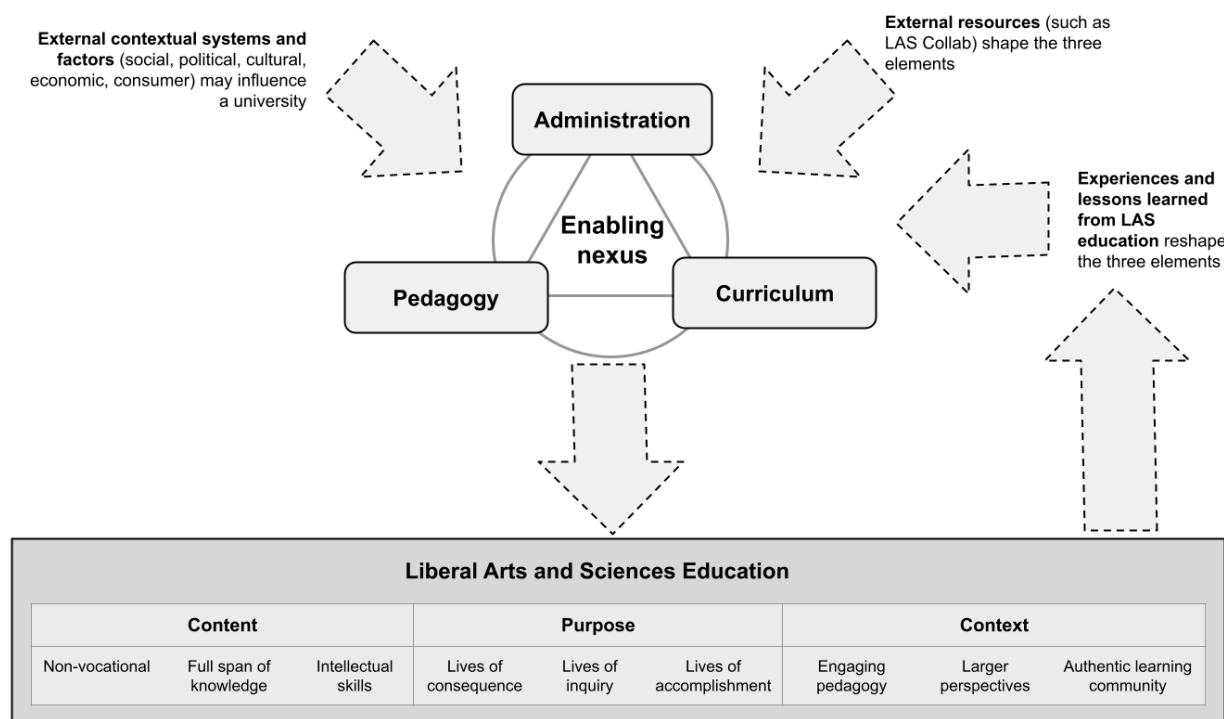 External contextual systems and
factors (social, political, cultural,
economic, consumer) may influence
a university
External resources (such as
LAS Collab) shape the three
elements
Administration
Enabling
nexus
Pedagogy
Curriculum
Experiences and
lessons learned
from LAS
education reshape
the three elements
Liberal Arts and Sciences Education
Content
Purpose
Context
Non-vocational
Full span of
knowledge
Intellectual
skills
Lives of
consequence
Lives of
inquiry
Lives of
accomplishment
Engaging
pedagogy
Larger
perspectives
Authentic learning
community